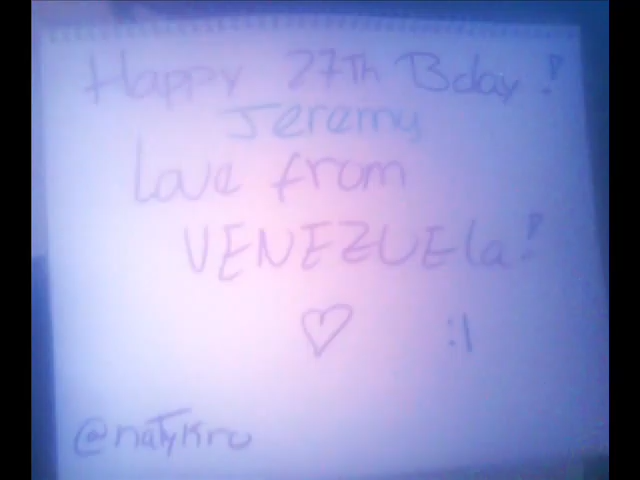 Happy 27Th Bday!
Jeremy
Love from
VENEZUEla!
♡ :|
@natykro